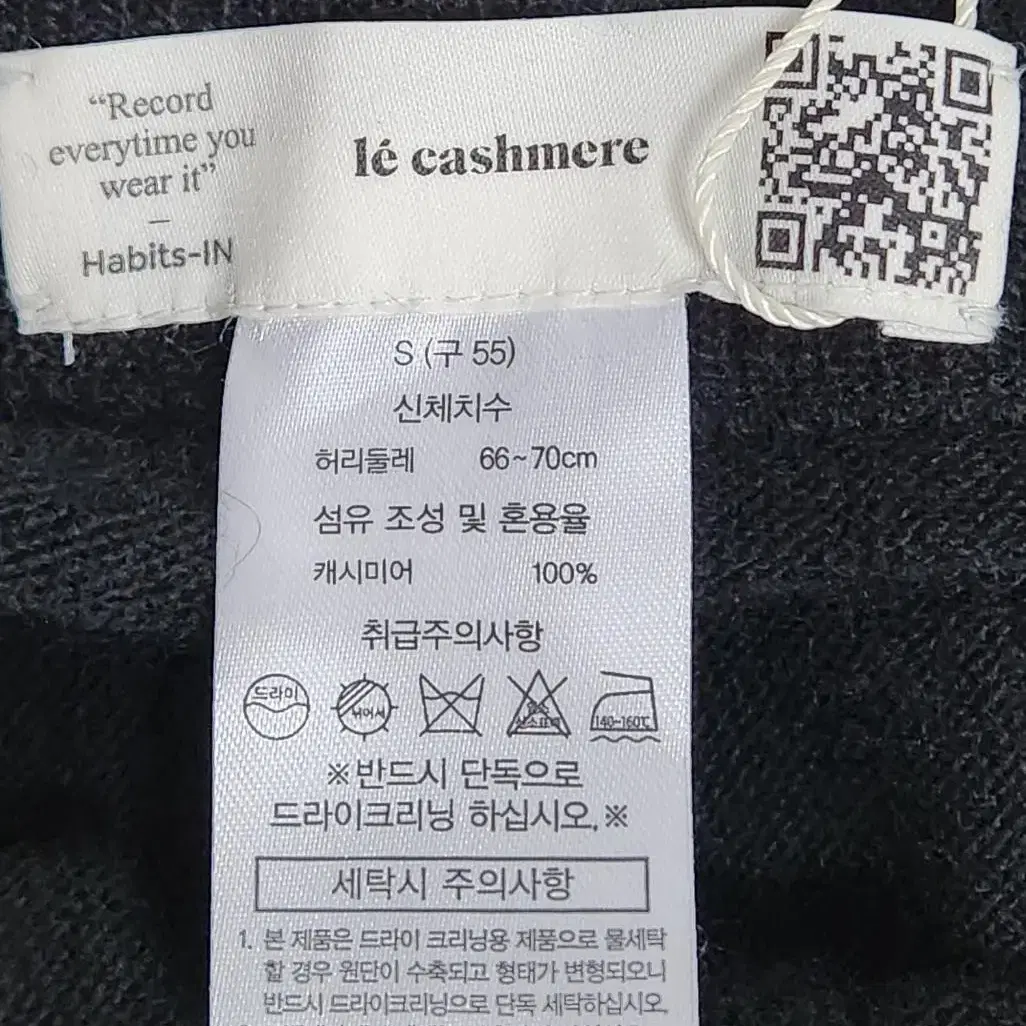 “Record
everytime you
wear it”
–
Habits-IN
lé cashmere
S (구 55)
신체치수
허리둘레 66~70cm
섬유 조성 및 혼용율
캐시미어 100%
취급주의사항
드라이
뉘어서
140~160℃
※반드시 단독으로
드라이크리닝 하십시오.※
세탁시 주의사항
1. 본 제품은 드라이 크리닝용 제품으로 물세탁
할 경우 원단이 수축되고 형태가 변형되오니
반드시 드라이크리닝으로 단독 세탁하십시오.